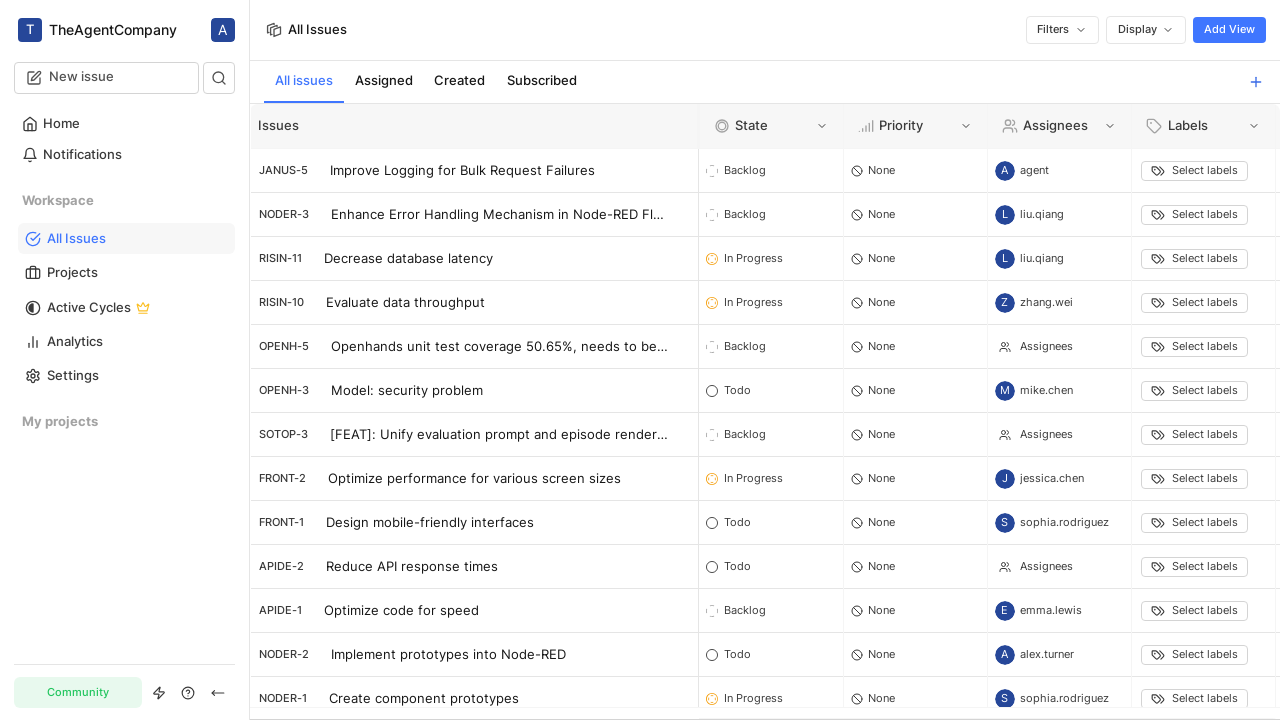 T TheAgentCompany A
New issue
Home
Notifications
Workspace
All Issues
Projects
Active Cycles
Analytics
Settings
My projects
Community
All Issues Filters Display Add View
All issues Assigned Created Subscribed
Issues State Priority Assignees Labels
JANUS-5 Improve Logging for Bulk Request Failures Backlog None A agent Select labels
NODER-3 Enhance Error Handling Mechanism in Node-RED Fl... Backlog None L liu.qiang Select labels
RISIN-11 Decrease database latency In Progress None L liu.qiang Select labels
RISIN-10 Evaluate data throughput In Progress None Z zhang.wei Select labels
OPENH-5 Openhands unit test coverage 50.65%, needs to be... Backlog None Assignees Select labels
OPENH-3 Model: security problem Todo None M mike.chen Select labels
SOTOP-3 [FEAT]: Unify evaluation prompt and episode render... Backlog None Assignees Select labels
FRONT-2 Optimize performance for various screen sizes In Progress None J jessica.chen Select labels
FRONT-1 Design mobile-friendly interfaces Todo None S sophia.rodriguez Select labels
APIDE-2 Reduce API response times Todo None Assignees Select labels
APIDE-1 Optimize code for speed Backlog None E emma.lewis Select labels
NODER-2 Implement prototypes into Node-RED Todo None A alex.turner Select labels
NODER-1 Create component prototypes In Progress None S sophia.rodriguez Select labels